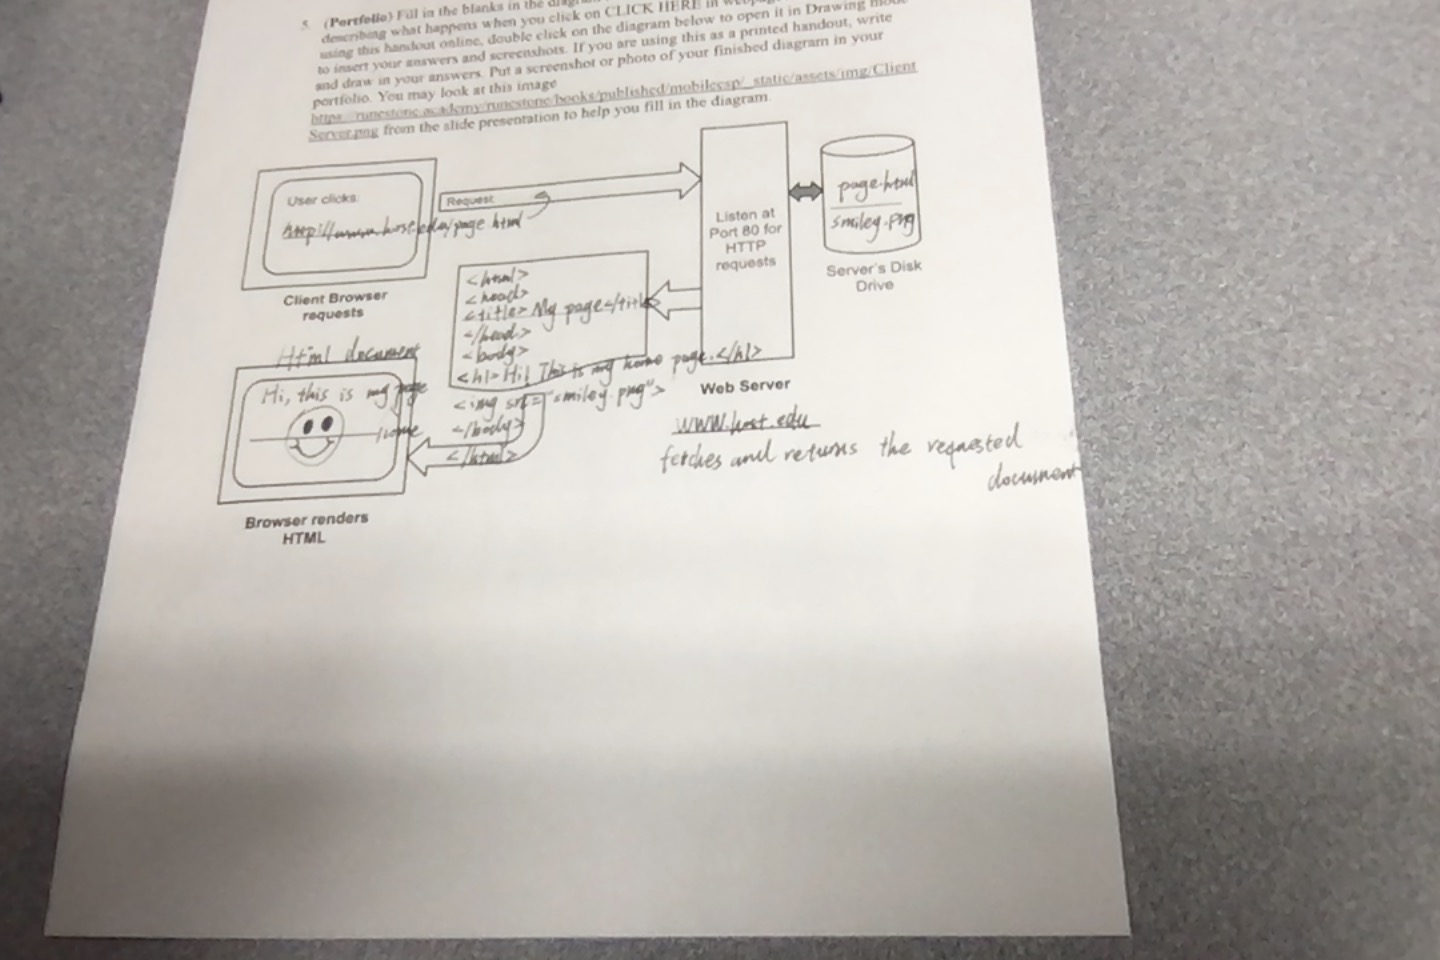 5. (Portfolio) Fill in the blanks in the
describing what happens when you click on CLICK HERE in
using this handout online, double click on the diagram below to open it in Drawing mode
to insert your answers and screenshots. If you are using this as a printed handout, write
and draw in your answers. Put a screenshot or photo of your finished diagram in your
portfolio. You may look at this image
https://runestone.academy/runestone/books/published/mobilecsp/_static/assets/img/Client
Server.png from the slide presentation to help you fill in the diagram.
User clicks:
http://www.host.edu/page.html
Request
Client Browser
requests
Listen at
Port 80 for
HTTP
requests
Web Server
page.html
smiley.png
Server's Disk
Drive
<html>
<head>
<title> My page</title>
</head>
<body>
<h1> Hi! This is my home page.</h1>
<img src="smiley.png">
</body>
</html>
Html document
Hi, this is my page
home
Browser renders
HTML
www.host.edu
fetches and returns the requested
document